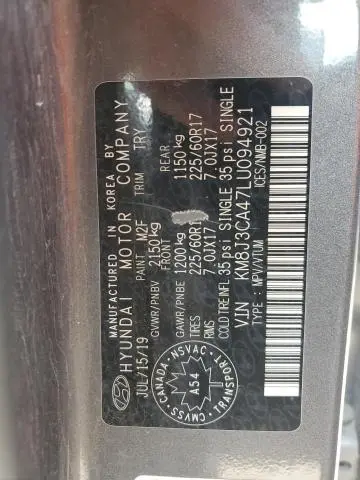 MANUFACTURED IN KOREA BY
HYUNDAI MOTOR COMPANY
JUL/15/19 PAINT M2F TRIM TRY
GVWR/PNBV 2150kg
FRONT REAR
GAWR/PNBE 1200kg 1150kg
TIRES 225/60R17 225/60R17
RIMS 7.0JX17 7.0JX17
COLD TIRE INFL. 35 psi SINGLE 35 psi SINGLE
VIN : KM8J3CA47LU094921
TYPE : MPV/VTUM ICES/NMB-002
CANADA - NSVAC
A54
CMVSS - TRANSPORT